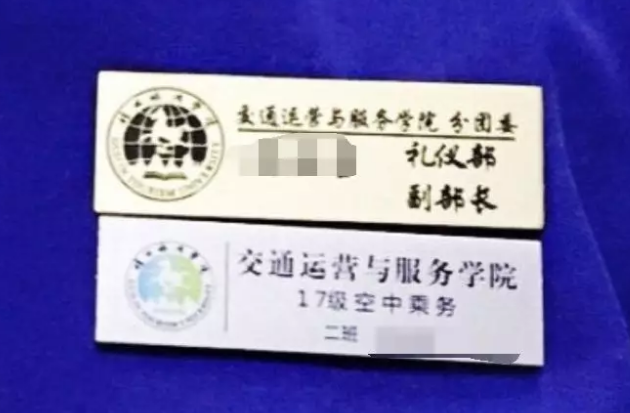 交通运营与服务学院 分团委
礼仪部
副部长
交通运营与服务学院
17级空中乘务
二班